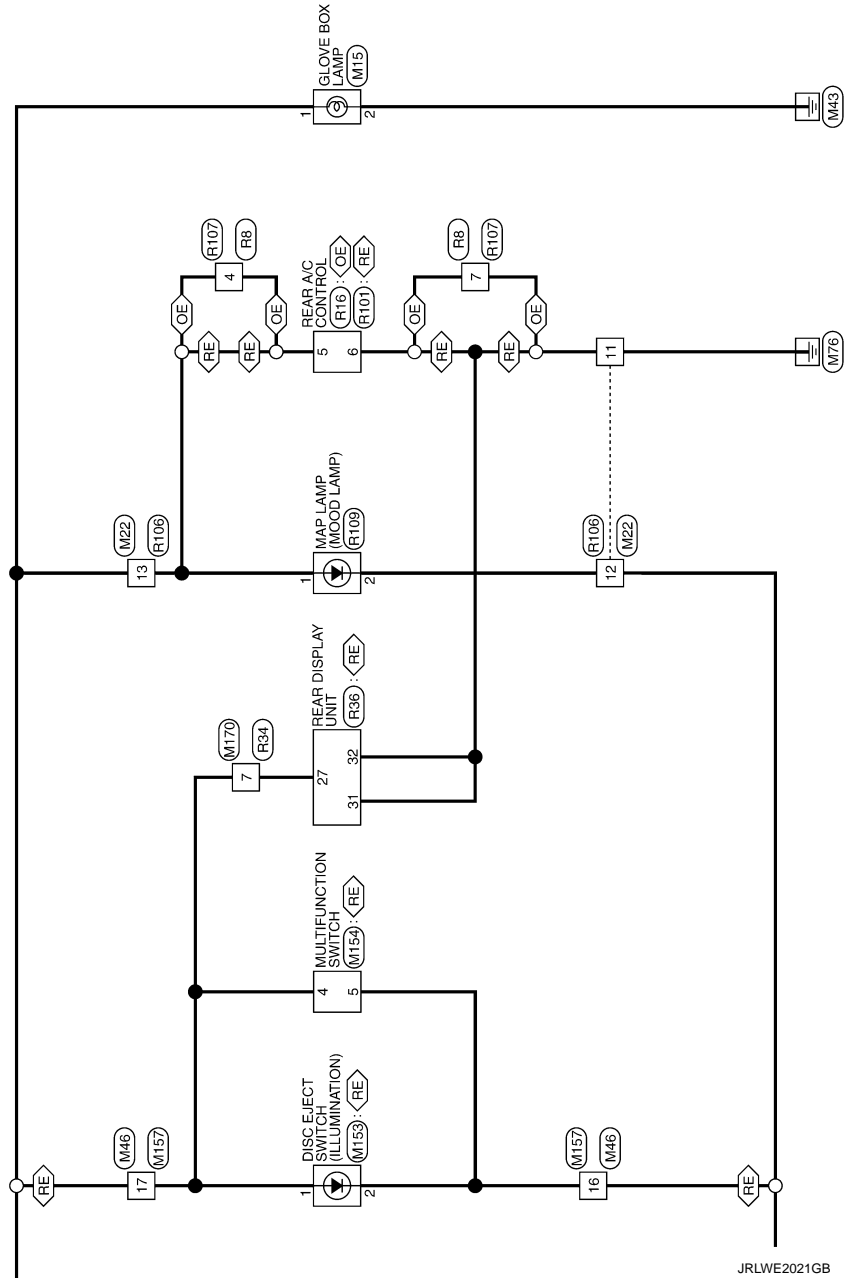 GLOVE BOX
LAMP
M15
1
2
M43
R107
R8
4
OE
OE
RE
RE
REAR A/C
CONTROL
R16 : OE
R101 : RE
5
6
R8
R107
7
OE
OE
RE
RE
11
M76
M22
R106
13
MAP LAMP
(MOOD LAMP)
R109
1
2
R106
M22
12
M170
R34
7
REAR DISPLAY
UNIT
R36 : RE
27
31
32
MULTIFUNCTION
SWITCH
M154 : RE
4
5
RE
M46
M157
17
DISC EJECT
SWITCH
(ILLUMINATION)
M153 : RE
1
2
M157
M46
16
RE
JRLWE2021GB